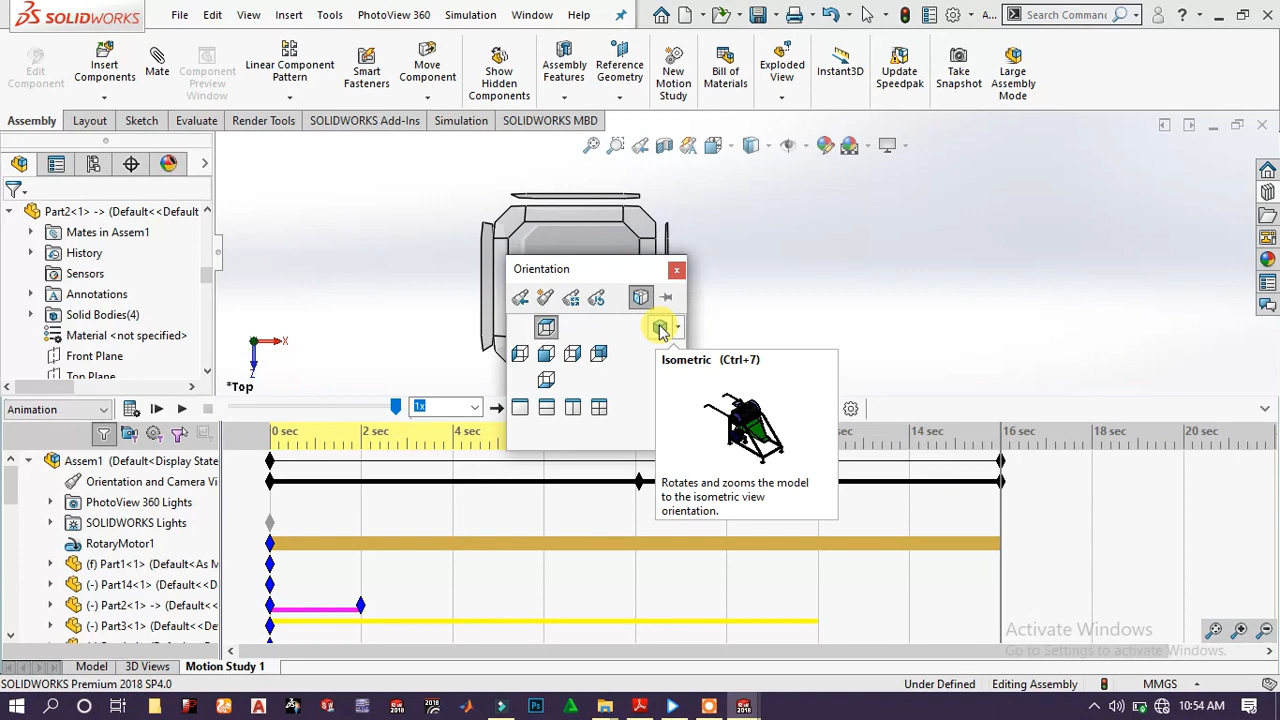 SOLIDWORKS File Edit View Insert Tools PhotoView 360 Simulation Window Help A... Search Comman
Edit Component
Insert Components
Mate
Component Preview Window
Linear Component Pattern
Smart Fasteners
Move Component
Show Hidden Components
Assembly Features
Reference Geometry
New Motion Study
Bill of Materials
Exploded View
Instant3D
Update Speedpak
Take Snapshot
Large Assembly Mode
Assembly Layout Sketch Evaluate Render Tools SOLIDWORKS Add-Ins Simulation SOLIDWORKS MBD
Part2<1> -> (Default<<Default
Mates in Assem1
History
Sensors
Annotations
Solid Bodies(4)
Material <not specified>
Front Plane
Top Plane
X
Z
*Top
Orientation x
Isometric (Ctrl+7)
Rotates and zooms the model
to the isometric view
orientation.
Animation 1x
0 sec 2 sec 4 sec 14 sec 16 sec 18 sec 20 sec
Assem1 (Default<Display State
Orientation and Camera Vi
PhotoView 360 Lights
SOLIDWORKS Lights
RotaryMotor1
(f) Part1<1> (Default<As M
(-) Part14<1> (Default<<De
(-) Part2<1> -> (Default<<
(-) Part3<1> (Default<<De
Activate Windows
Go to Settings to activate Windows.
Model 3D Views Motion Study 1
SOLIDWORKS Premium 2018 SP4.0 Under Defined Editing Assembly MMGS
10:54 AM